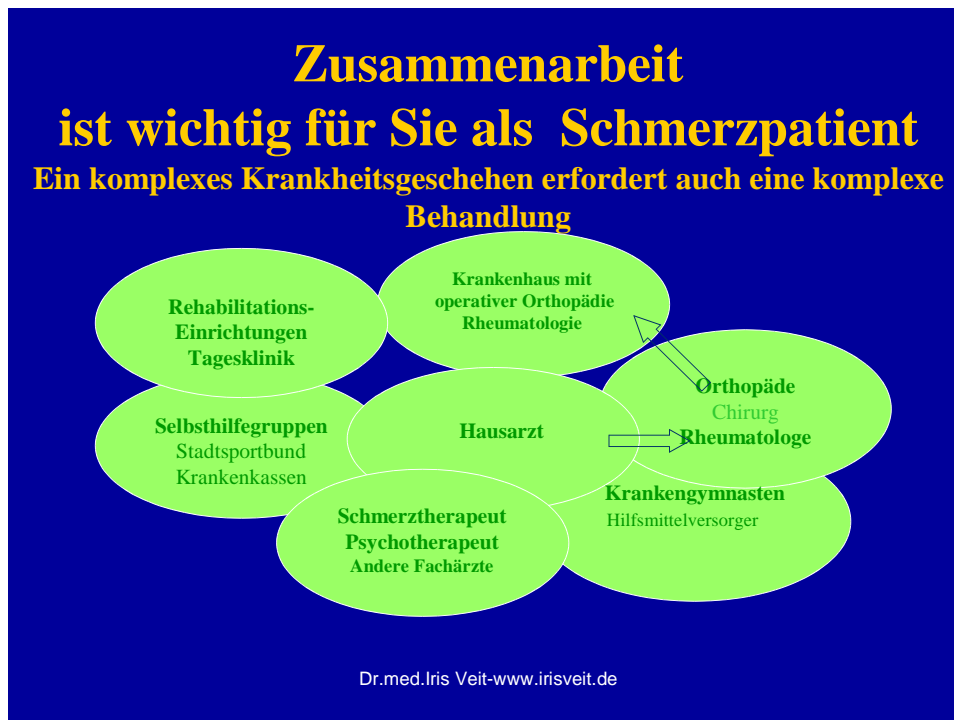 Zusammenarbeit
ist wichtig für Sie als Schmerzpatient
Ein komplexes Krankheitsgeschehen erfordert auch eine komplexe
Behandlung
Krankenhaus mit
operativer Orthopädie
Rheumatologie
Rehabilitations-
Einrichtungen
Tagesklinik
Orthopäde
Chirurg
Rheumatologe
Selbsthilfegruppen
Stadtsportbund
Krankenkassen
Hausarzt
Krankengymnasten
Hilfsmittelversorger
Schmerztherapeut
Psychotherapeut
Andere Fachärzte
Dr.med.Iris Veit-www.irisveit.de